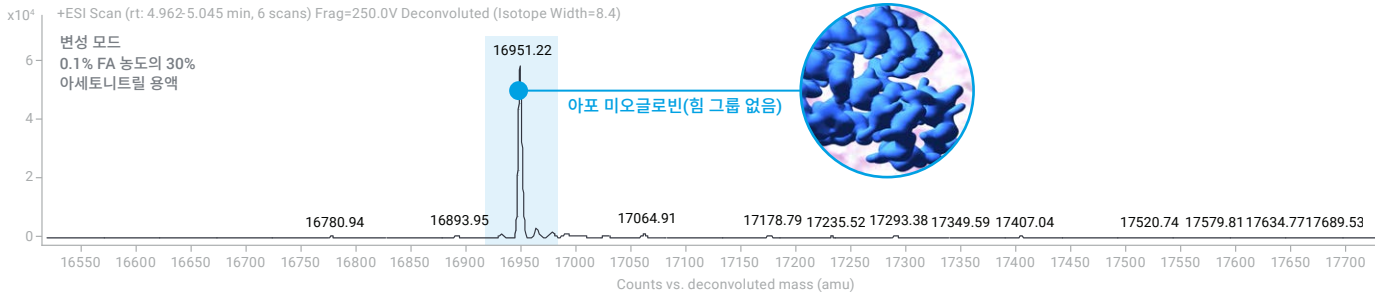 x10⁴ +ESI Scan (rt: 4.962-5.045 min, 6 scans) Frag=250.0V Deconvoluted (Isotope Width=8.4)
변성 모드
0.1% FA 농도의 30%
아세토니트릴 용액
16951.22
아포 미오글로빈(힘 그룹 없음)
6
4
2
0
16780.94 16893.95 17064.91 17178.79 17235.52 17293.38 17349.59 17407.04 17520.74 17579.81 17634.77 17689.53
16550 16600 16650 16700 16750 16800 16850 16900 16950 17000 17050 17100 17150 17200 17250 17300 17350 17400 17450 17500 17550 17600 17650 17700
Counts vs. deconvoluted mass (amu)